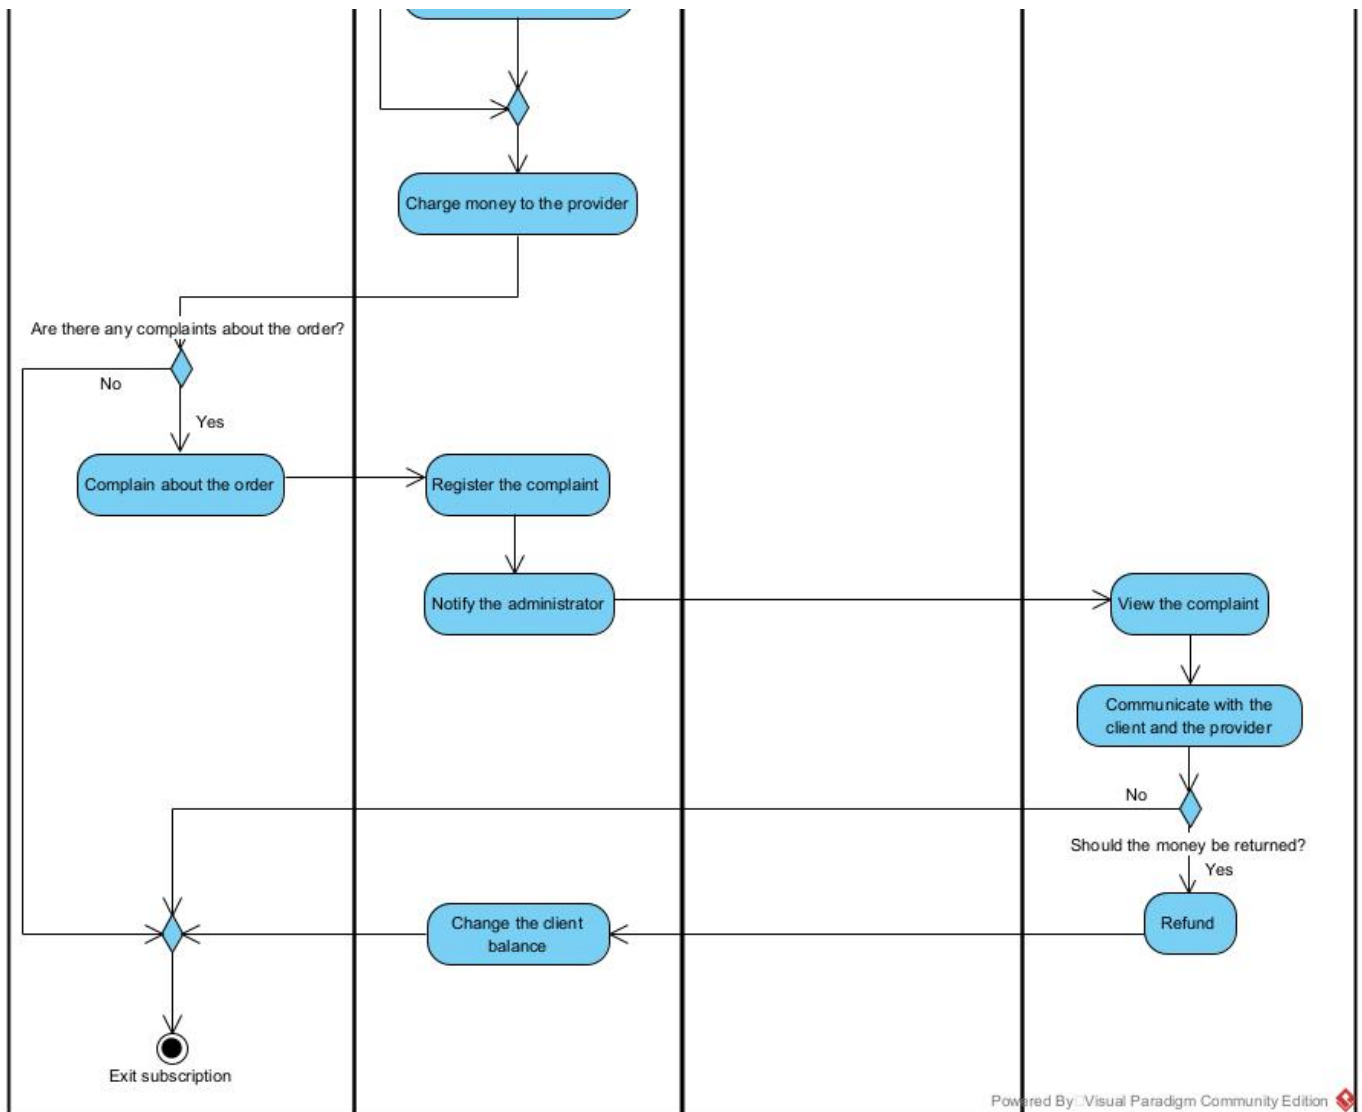 Charge money to the provider
Are there any complaints about the order?
No
Yes
Complain about the order
Register the complaint
Notify the administrator
View the complaint
Communicate with the
client and the provider
No
Should the money be returned?
Yes
Refund
Change the client
balance
Exit subscription
Powered By Visual Paradigm Community Edition